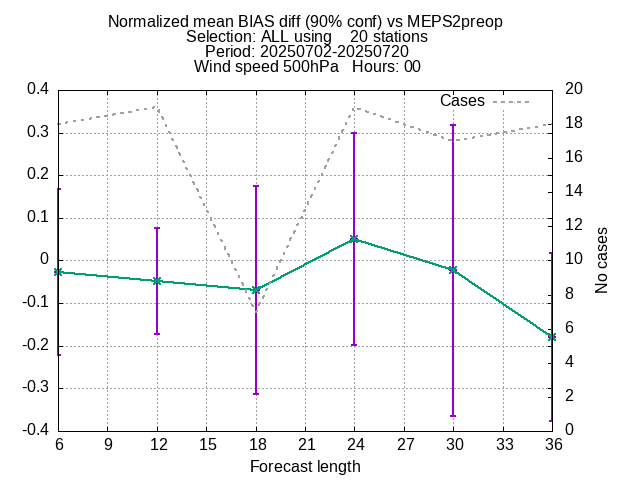 Normalized mean BIAS diff (90% conf) vs MEPS2preop
Selection: ALL using    20 stations
Period: 20250702-20250720
Wind speed 500hPa   Hours: 00
Cases
0.4
0.3
0.2
0.1
0
-0.1
-0.2
-0.3
-0.4
20
18
16
14
12
10
8
6
4
2
0
No cases
6 9 12 15 18 21 24 27 30 33 36
Forecast length